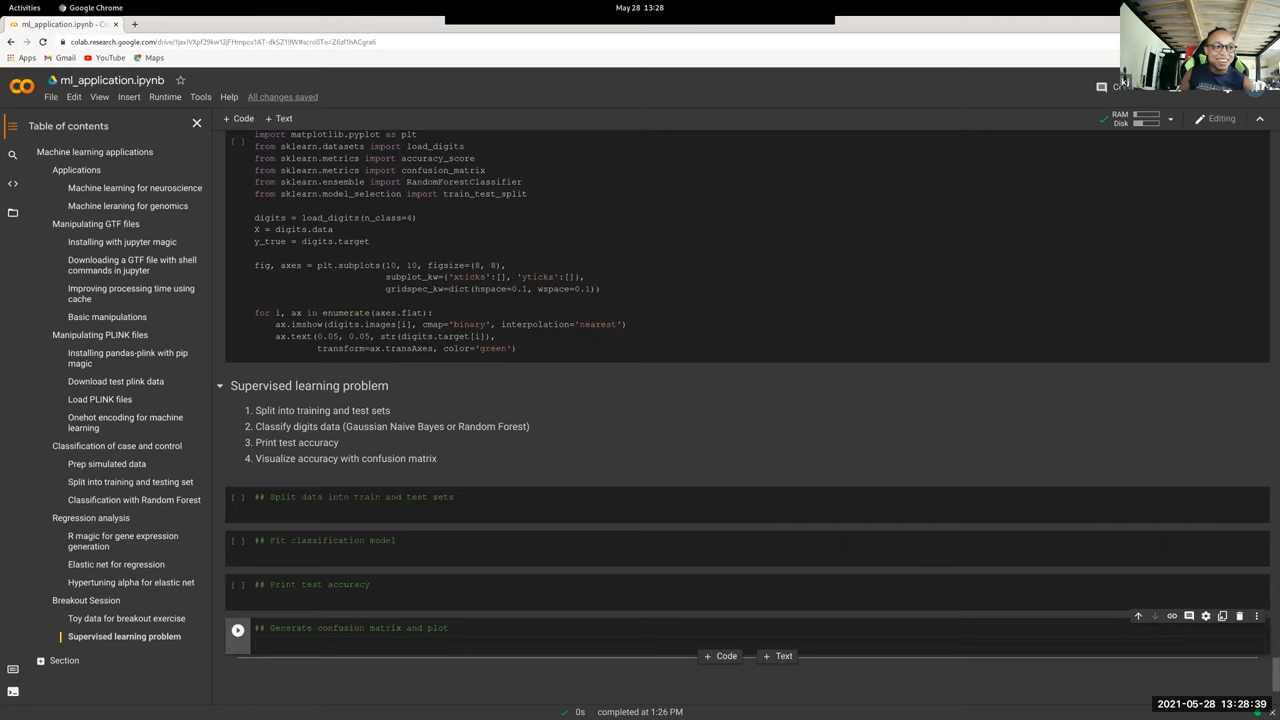 Activities
Google Chrome
May 28 13:28
ml_application.ipynb - Co
colab.research.google.com/drive/
Apps
Gmail
YouTube
Maps
ml_application.ipynb
File Edit View Insert Runtime Tools Help All changes saved
+ Code + Text
RAM
Disk
Editing
Table of contents
Machine learning applications
Applications
Machine learning for neuroscience
Machine leraning for genomics
Manipulating GTF files
Installing with jupyter magic
Downloading a GTF file with shell
commands in jupyter
Improving processing time using
cache
Basic manipulations
Manipulating PLINK files
Installing pandas-plink with pip
magic
Download test plink data
Load PLINK files
Onehot encoding for machine
learning
Classification of case and control
Prep simulated data
Split into training and testing set
Classification with Random Forest
Regression analysis
R magic for gene expression
generation
Elastic net for regression
Hypertuning alpha for elastic net
Breakout Session
Toy data for breakout exercise
Supervised learning problem
Section
import matplotlib.pyplot as plt
[ ]
from sklearn.datasets import load_digits
from sklearn.metrics import accuracy_score
from sklearn.metrics import confusion_matrix
from sklearn.ensemble import RandomForestClassifier
from sklearn.model_selection import train_test_split
digits = load_digits(n_class=4)
X = digits.data
y_true = digits.target
fig, axes = plt.subplots(10, 10, figsize=(8, 8),
subplot_kw={'xticks':[], 'yticks':[]},
gridspec_kw=dict(hspace=0.1, wspace=0.1))
for i, ax in enumerate(axes.flat):
ax.imshow(digits.images[i], cmap='binary', interpolation='nearest')
ax.text(0.05, 0.05, str(digits.target[i]),
transform=ax.transAxes, color='green')
Supervised learning problem
1. Split into training and test sets
2. Classify digits data (Gaussian Naive Bayes or Random Forest)
3. Print test accuracy
4. Visualize accuracy with confusion matrix
[ ] ## Split data into train and test sets
[ ] ## Fit classification model
[ ] ## Print test accuracy
## Generate confusion matrix and plot
+ Code + Text
0s completed at 1:26 PM
2021-05-28 13:28:39